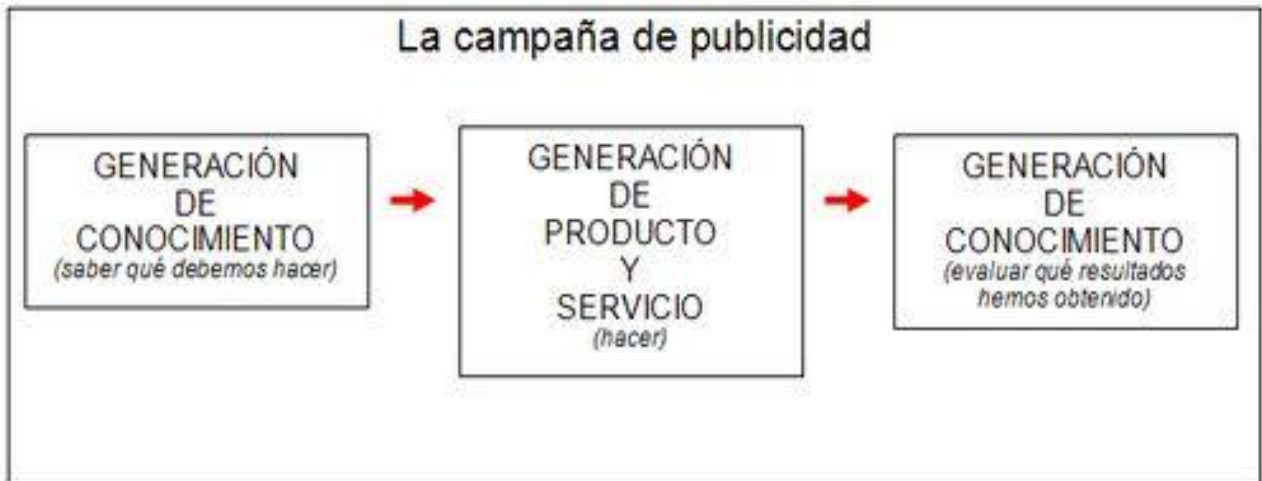 La campaña de publicidad
GENERACIÓN
DE
CONOCIMIENTO
(saber qué debemos hacer)
GENERACIÓN
DE
PRODUCTO
Y
SERVICIO
(hacer)
GENERACIÓN
DE
CONOCIMIENTO
(evaluar qué resultados
hemos obtenido)